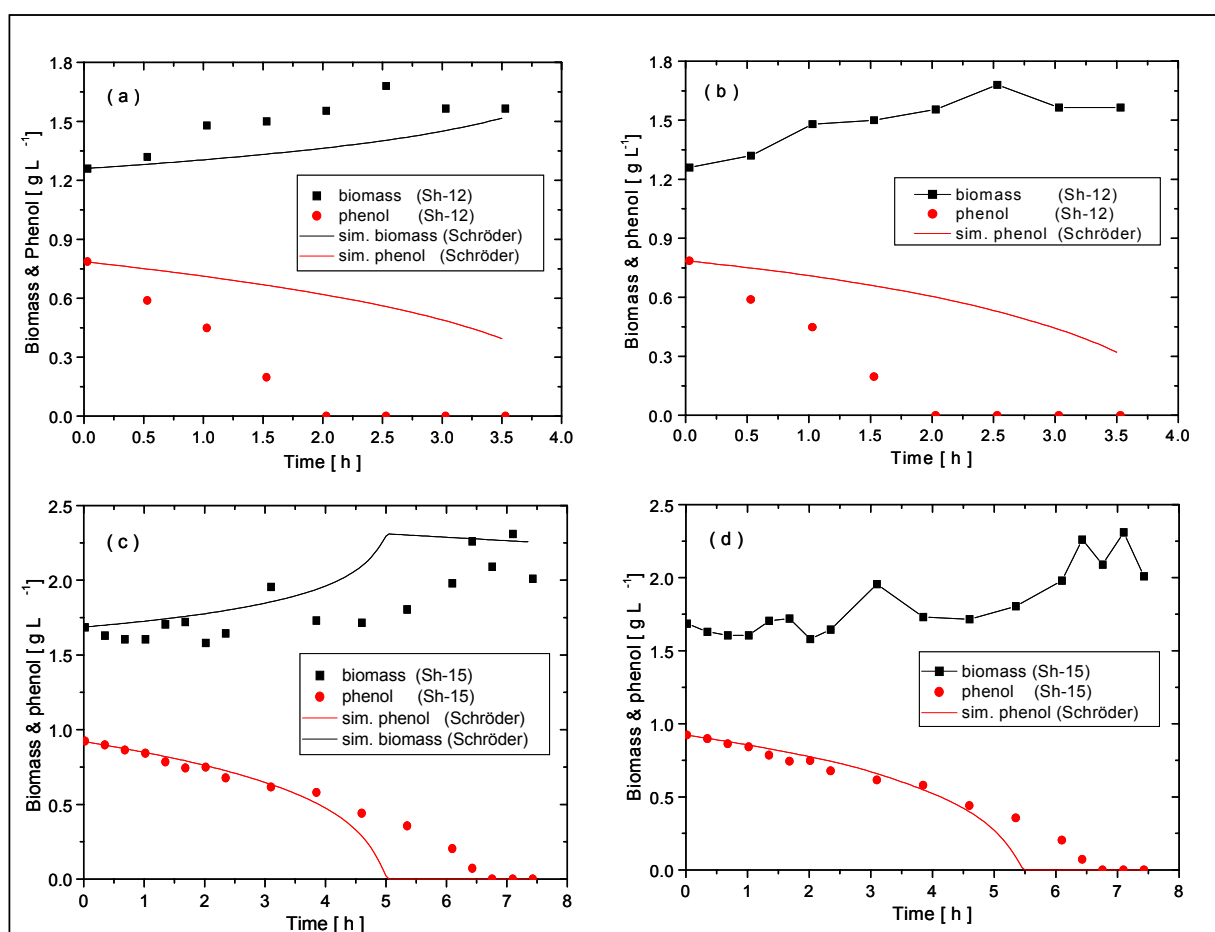 ( a )
Biomass & Phenol [ g L -1 ]
1.8
1.5
1.2
0.9
0.6
0.3
0.0
biomass (Sh-12)
phenol (Sh-12)
sim. biomass (Schröder)
sim. phenol (Schröder)
0.0 0.5 1.0 1.5 2.0 2.5 3.0 3.5 4.0
Time [ h ]
( b )
Biomass & phenol [ g L-1 ]
1.8
1.5
1.2
0.9
0.6
0.3
0.0
biomass (Sh-12)
phenol (Sh-12)
sim. phenol (Schröder)
0.0 0.5 1.0 1.5 2.0 2.5 3.0 3.5 4.0
Time [ h ]
( c )
Biomass & phenol [ g L -1 ]
2.5
2.0
1.5
1.0
0.5
0.0
biomass (Sh-15)
phenol (Sh-15)
sim. phenol (Schröder)
sim. biomass (Schröder)
0 1 2 3 4 5 6 7 8
Time [ h ]
( d )
Biomass & phenol [ g L -1 ]
2.5
2.0
1.5
1.0
0.5
0.0
biomass (Sh-15)
phenol (Sh-15)
sim. phenol (Schröder)
0 1 2 3 4 5 6 7 8
Time [ h ]